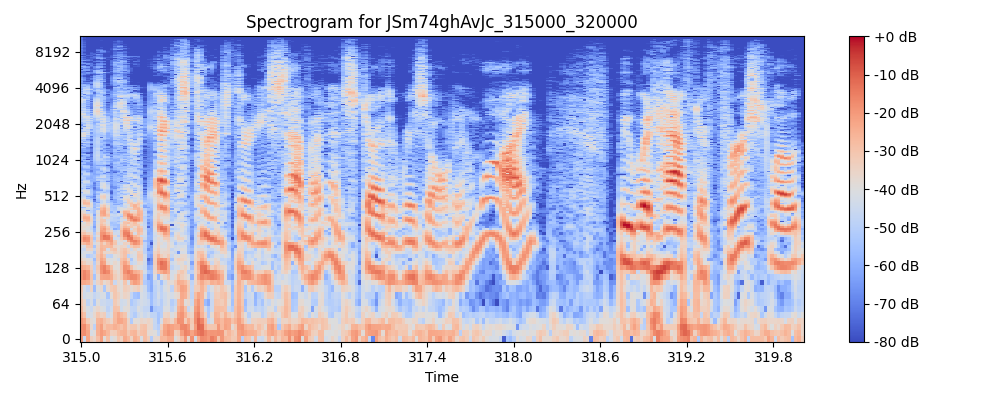 Spectrogram for JSm74ghAvJc_315000_320000
Hz
8192
4096
2048
1024
512
256
128
64
0
315.0 315.6 316.2 316.8 317.4 318.0 318.6 319.2 319.8
Time
+0 dB
-10 dB
-20 dB
-30 dB
-40 dB
-50 dB
-60 dB
-70 dB
-80 dB